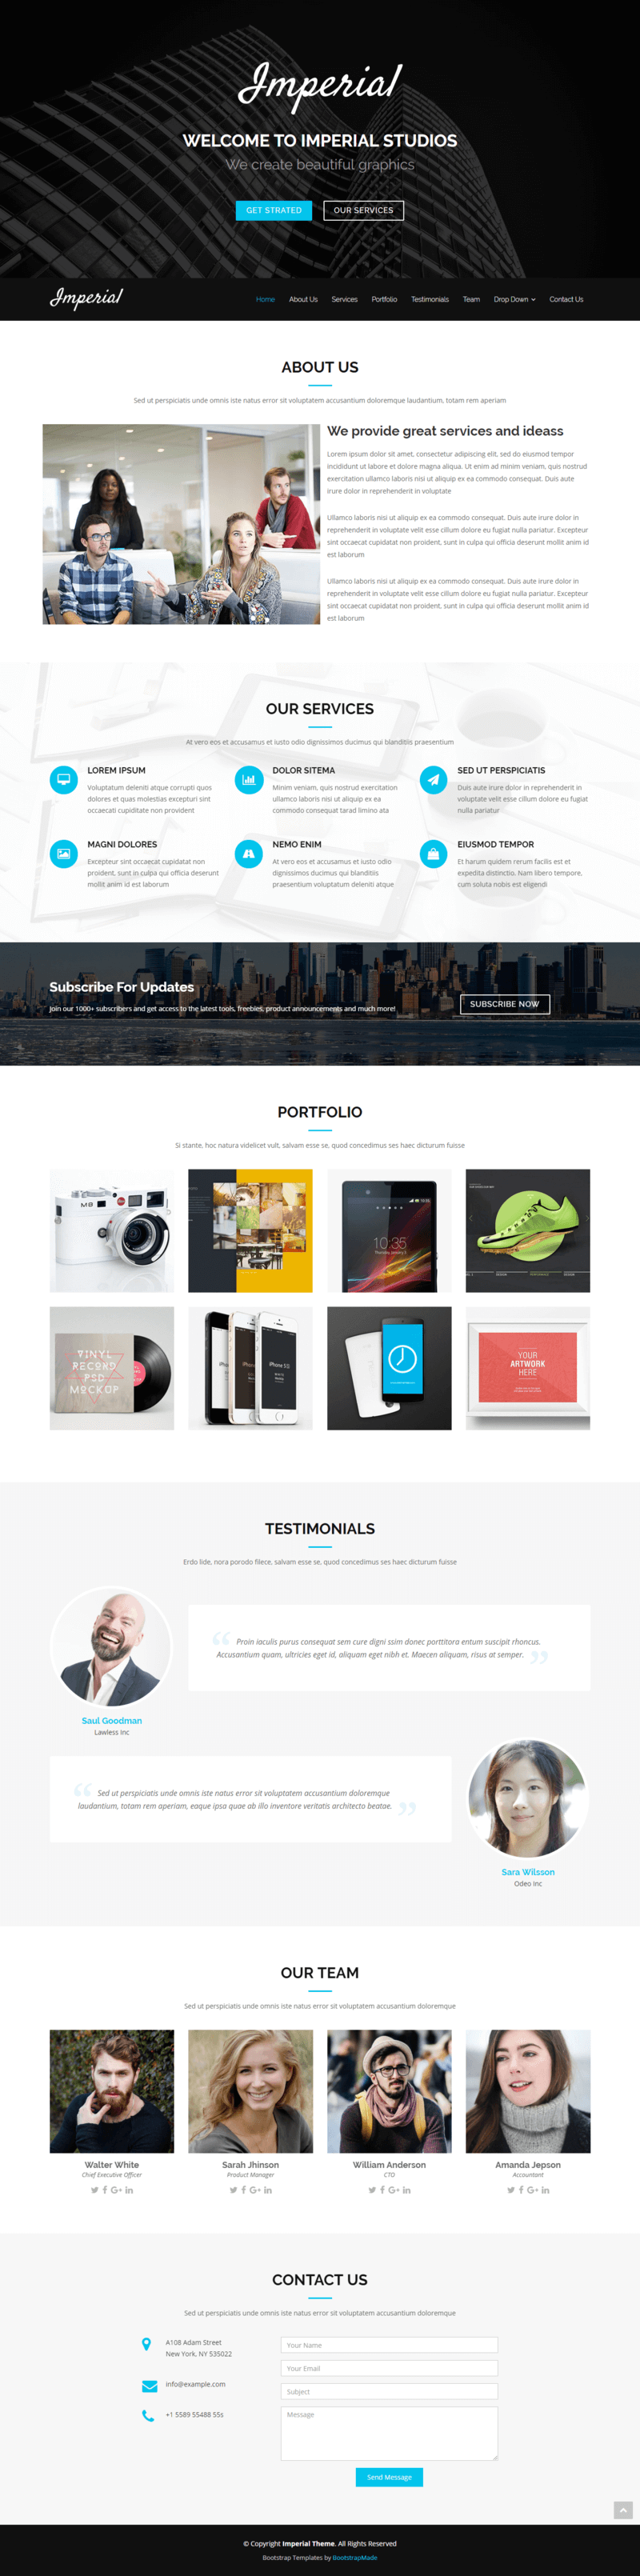 Imperial
WELCOME TO IMPERIAL STUDIOS
We create beautiful graphics
GET STRATED
OUR SERVICES
Imperial
Home About Us Services Portfolio Testimonials Team Drop Down Contact Us
ABOUT US
Sed ut perspiciatis unde omnis iste natus error sit voluptatem accusantium doloremque laudantium, totam rem aperiam
We provide great services and ideass
Lorem ipsum dolor sit amet, consectetur adipiscing elit, sed do eiusmod tempor
incididunt ut labore et dolore magna aliqua. Ut enim ad minim veniam, quis nostrud
exercitation ullamco laboris nisi ut aliquip ex ea commodo consequat. Duis aute
irure dolor in reprehenderit in voluptate
Ullamco laboris nisi ut aliquip ex ea commodo consequat. Duis aute irure dolor in
reprehenderit in voluptate velit esse cillum dolore eu fugiat nulla pariatur. Excepteur
sint occaecat cupidatat non proident, sunt in culpa qui officia deserunt mollit anim id
est laborum
Ullamco laboris nisi ut aliquip ex ea commodo consequat. Duis aute irure dolor in
reprehenderit in voluptate velit esse cillum dolore eu fugiat nulla pariatur. Excepteur
sint occaecat cupidatat non proident, sunt in culpa qui officia deserunt mollit anim id
est laborum
OUR SERVICES
At vero eos et accusamus et iusto odio dignissimos ducimus qui blanditiis praesentium
LOREM IPSUM
Voluptatum deleniti atque corrupti quos
dolores et quas molestias excepturi sint
occaecati cupiditate non provident
DOLOR SITEMA
Minim veniam, quis nostrud exercitation
ullamco laboris nisi ut aliquip ex ea
commodo consequat tarad limino ata
SED UT PERSPICIATIS
Duis aute irure dolor in reprehenderit in
voluptate velit esse cillum dolore eu fugiat
nulla pariatur
MAGNI DOLORES
Excepteur sint occaecat cupidatat non
proident, sunt in culpa qui officia deserunt
mollit anim id est laborum
NEMO ENIM
At vero eos et accusamus et iusto odio
dignissimos ducimus qui blanditiis
praesentium voluptatum deleniti atque
EIUSMOD TEMPOR
Et harum quidem rerum facilis est et
expedita distinctio. Nam libero tempore,
cum soluta nobis est eligendi
Subscribe For Updates
Join our 1000+ subscribers and get access to the latest tools, freebies, product announcements and much more!
SUBSCRIBE NOW
PORTFOLIO
Si stante, hoc natura videlicet vult, salvam esse se, quod concedimus ses haec dicturum fuisse
M9
10:35
VINYL
RECORD
PSD
MOCKUP
iPhone 5S
YOUR
ARTWORK
HERE
TESTIMONIALS
Erdo lide, nora porodo filece, salvam esse se, quod concedimus ses haec dicturum fuisse
Saul Goodman
Lawless Inc
“ Proin iaculis purus consequat sem cure digni ssim donec porttitora entum suscipit rhoncus.
Accusantium quam, ultricies eget id, aliquam eget nibh et. Maecen aliquam, risus at semper. ”
“ Sed ut perspiciatis unde omnis iste natus error sit voluptatem accusantium doloremque
laudantium, totam rem aperiam, eaque ipsa quae ab illo inventore veritatis architecto beatae. ”
Sara Wilsson
Odeo Inc
OUR TEAM
Sed ut perspiciatis unde omnis iste natus error sit voluptatem accusantium doloremque
Walter White
Chief Executive Officer
Sarah Jhinson
Product Manager
William Anderson
CTO
Amanda Jepson
Accountant
CONTACT US
Sed ut perspiciatis unde omnis iste natus error sit voluptatem accusantium doloremque
A108 Adam Street
New York, NY 535022
info@example.com
+1 5589 55488 55s
Your Name
Your Email
Subject
Message
Send Message
© Copyright Imperial Theme. All Rights Reserved
Bootstrap Templates by BootstrapMade